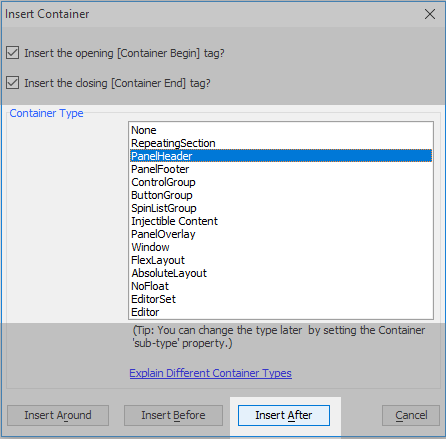 Insert Container
Insert the opening [Container Begin] tag?
Insert the closing [Container End] tag?
Container Type
None
RepeatingSection
PanelHeader
PanelFooter
ControlGroup
ButtonGroup
SpinListGroup
Injectible Content
PanelOverlay
Window
FlexLayout
AbsoluteLayout
NoFloat
EditorSet
Editor
(Tip: You can change the type later by setting the Container
'sub-type' property.)
Explain Different Container Types
Insert Around Insert Before Insert After Cancel